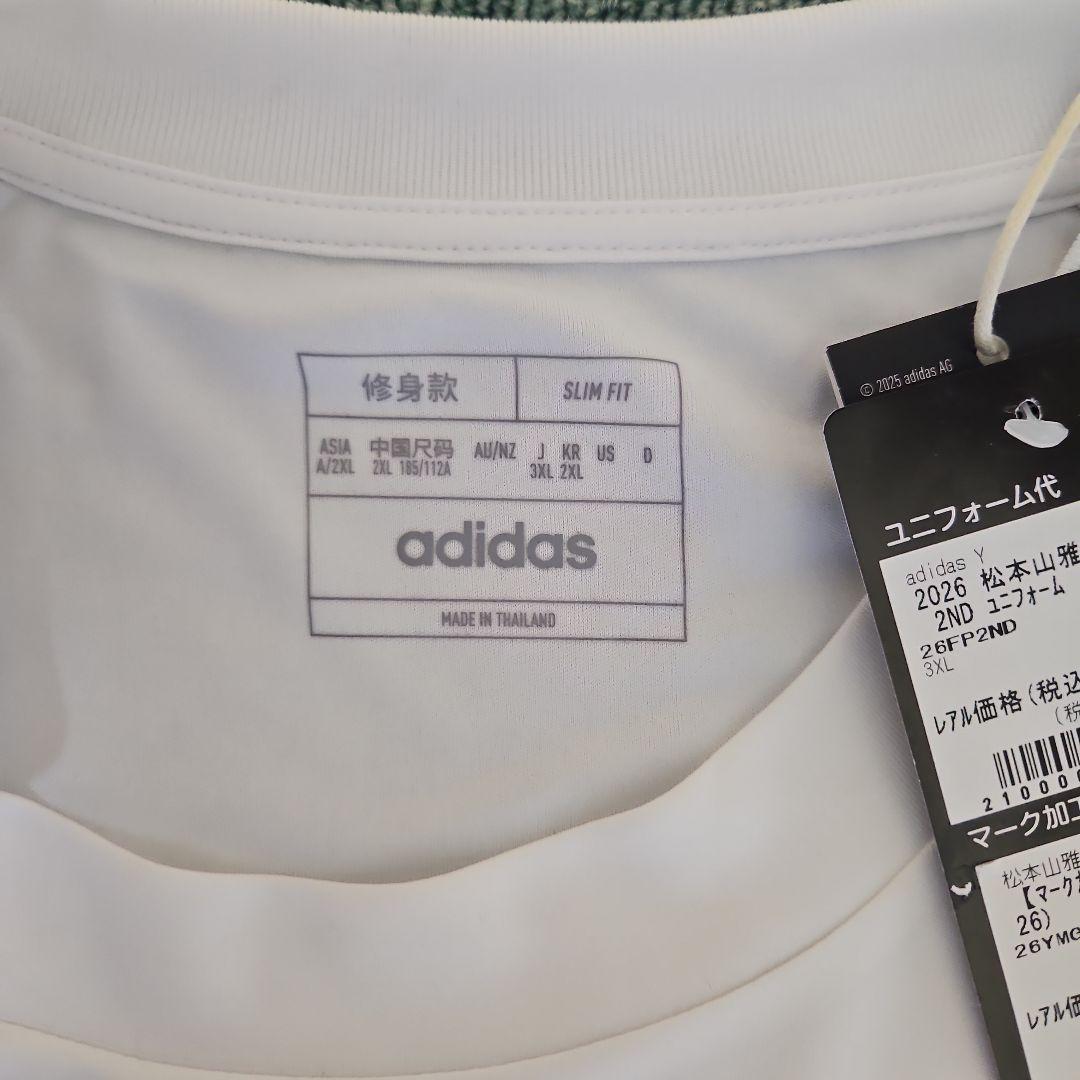 修身款 SLIM FIT
ASIA 中国尺码 AU/NZ J KR US D
A/2XL 2XL 185/112A 3XL 2XL
adidas
MADE IN THAILAND
© 2025 adidas AG
ユニフォーム代
adidas Y
2026 松本山雅
2ND ユニフォーム
26FP2ND
3XL
レアル価格(税込
(税
210000
マーク加工
松本山雅
【マーク
26)
26YMG
レアル価